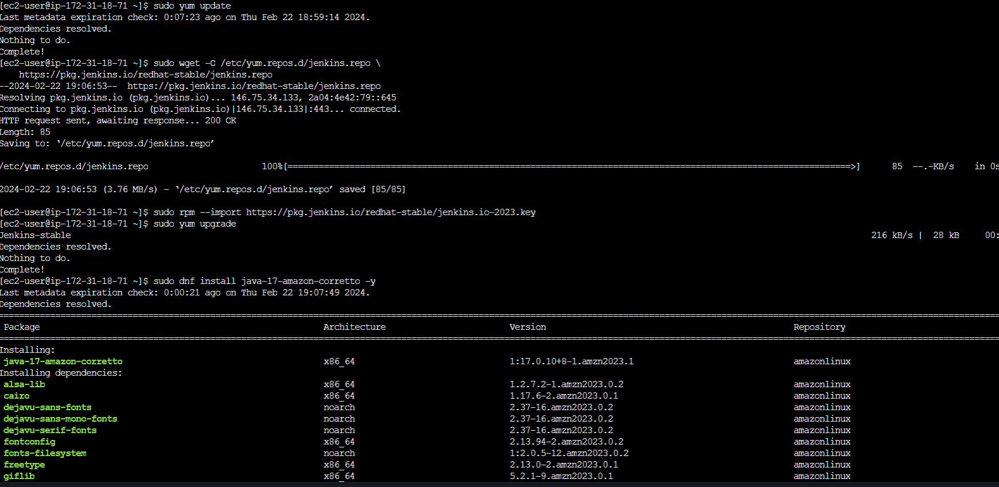 [ec2-user@ip-172-31-18-71 ~]$ sudo yum update
Last metadata expiration check: 0:07:23 ago on Thu Feb 22 18:59:14 2024.
Dependencies resolved.
Nothing to do.
Complete!
[ec2-user@ip-172-31-18-71 ~]$ sudo wget -O /etc/yum.repos.d/jenkins.repo \
    https://pkg.jenkins.io/redhat-stable/jenkins.repo
--2024-02-22 19:06:53--  https://pkg.jenkins.io/redhat-stable/jenkins.repo
Resolving pkg.jenkins.io (pkg.jenkins.io)... 146.75.34.133, 2a04:4e42:79::645
Connecting to pkg.jenkins.io (pkg.jenkins.io)|146.75.34.133|:443... connected.
HTTP request sent, awaiting response... 200 OK
Length: 85
Saving to: ‘/etc/yum.repos.d/jenkins.repo’
/etc/yum.repos.d/jenkins.repo 100%[=============================================>] 85 --.-KB/s in 0s
2024-02-22 19:06:53 (3.76 MB/s) - ‘/etc/yum.repos.d/jenkins.repo’ saved [85/85]
[ec2-user@ip-172-31-18-71 ~]$ sudo rpm --import https://pkg.jenkins.io/redhat-stable/jenkins.io-2023.key
[ec2-user@ip-172-31-18-71 ~]$ sudo yum upgrade
Jenkins-stable 216 kB/s | 28 kB 00:
Dependencies resolved.
Nothing to do.
Complete!
[ec2-user@ip-172-31-18-71 ~]$ sudo dnf install java-17-amazon-corretto -y
Last metadata expiration check: 0:00:21 ago on Thu Feb 22 19:07:49 2024.
Dependencies resolved.
Package Architecture Version Repository
Installing:
java-17-amazon-corretto x86_64 1:17.0.10+8-1.amzn2023.1 amazonlinux
Installing dependencies:
alsa-lib x86_64 1.2.7.2-1.amzn2023.0.2 amazonlinux
cairo x86_64 1.17.6-2.amzn2023.0.1 amazonlinux
dejavu-sans-fonts noarch 2.37-16.amzn2023.0.2 amazonlinux
dejavu-sans-mono-fonts noarch 2.37-16.amzn2023.0.2 amazonlinux
dejavu-serif-fonts noarch 2.37-16.amzn2023.0.2 amazonlinux
fontconfig x86_64 2.13.94-2.amzn2023.0.2 amazonlinux
fonts-filesystem noarch 1:2.0.5-12.amzn2023.0.2 amazonlinux
freetype x86_64 2.13.0-2.amzn2023.0.1 amazonlinux
giflib x86_64 5.2.1-9.amzn2023.0.1 amazonlinux